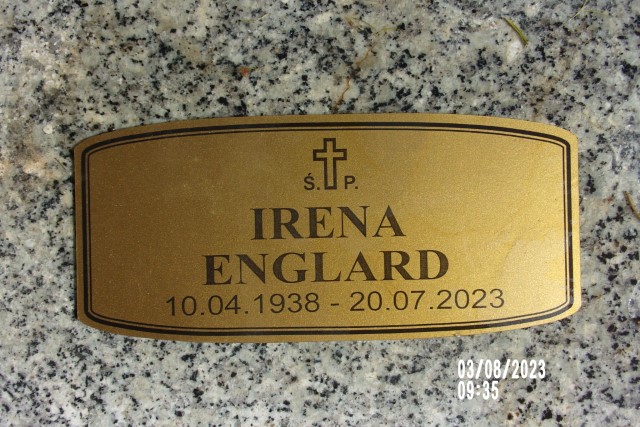 Ś. P.
IRENA
ENGLARD
10.04.1938 - 20.07.2023
03/08/2023
09:35